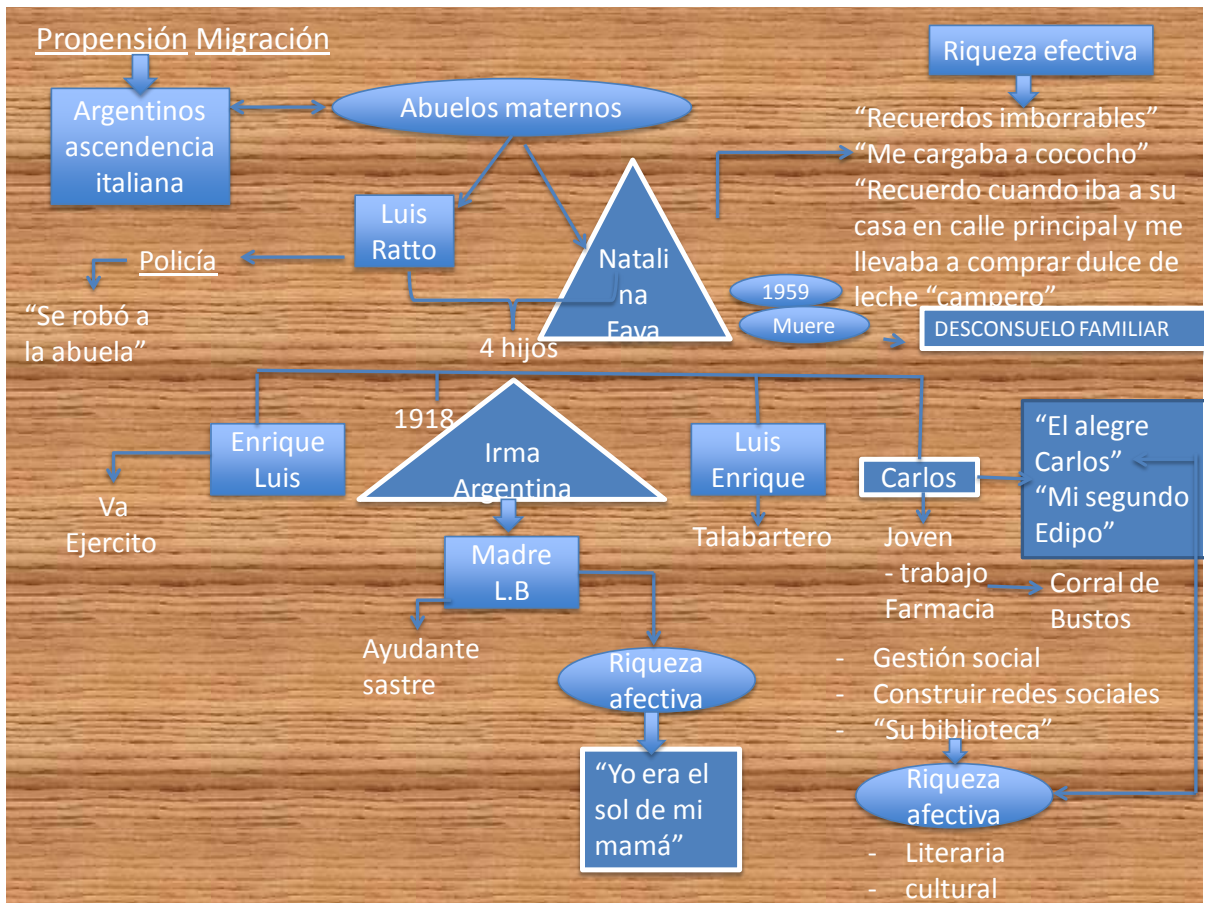 Propensión Migración
Argentinos
ascendencia
italiana
Abuelos maternos
Riqueza efectiva
“Recuerdos imborrables”
“Me cargaba a cococho”
“Recuerdo cuando iba a su
casa en calle principal y me
llevaba a comprar dulce de
leche “campero”
Luis
Ratto
Natali
na
Fava
Policía
“Se robó a
la abuela”
1959
Muere
DESCONSUELO FAMILIAR
4 hijos
Enrique
Luis
1918
Irma
Argentina
Luis
Enrique
Carlos
“El alegre
Carlos”
“Mi segundo
Edipo”
Va
Ejercito
Madre
L.B
Talabartero
Joven
- trabajo
Farmacia
Corral de
Bustos
Ayudante
sastre
Riqueza
afectiva
- Gestión social
- Construir redes sociales
- “Su biblioteca”
“Yo era el
sol de mi
mamá”
Riqueza
afectiva
- Literaria
- cultural